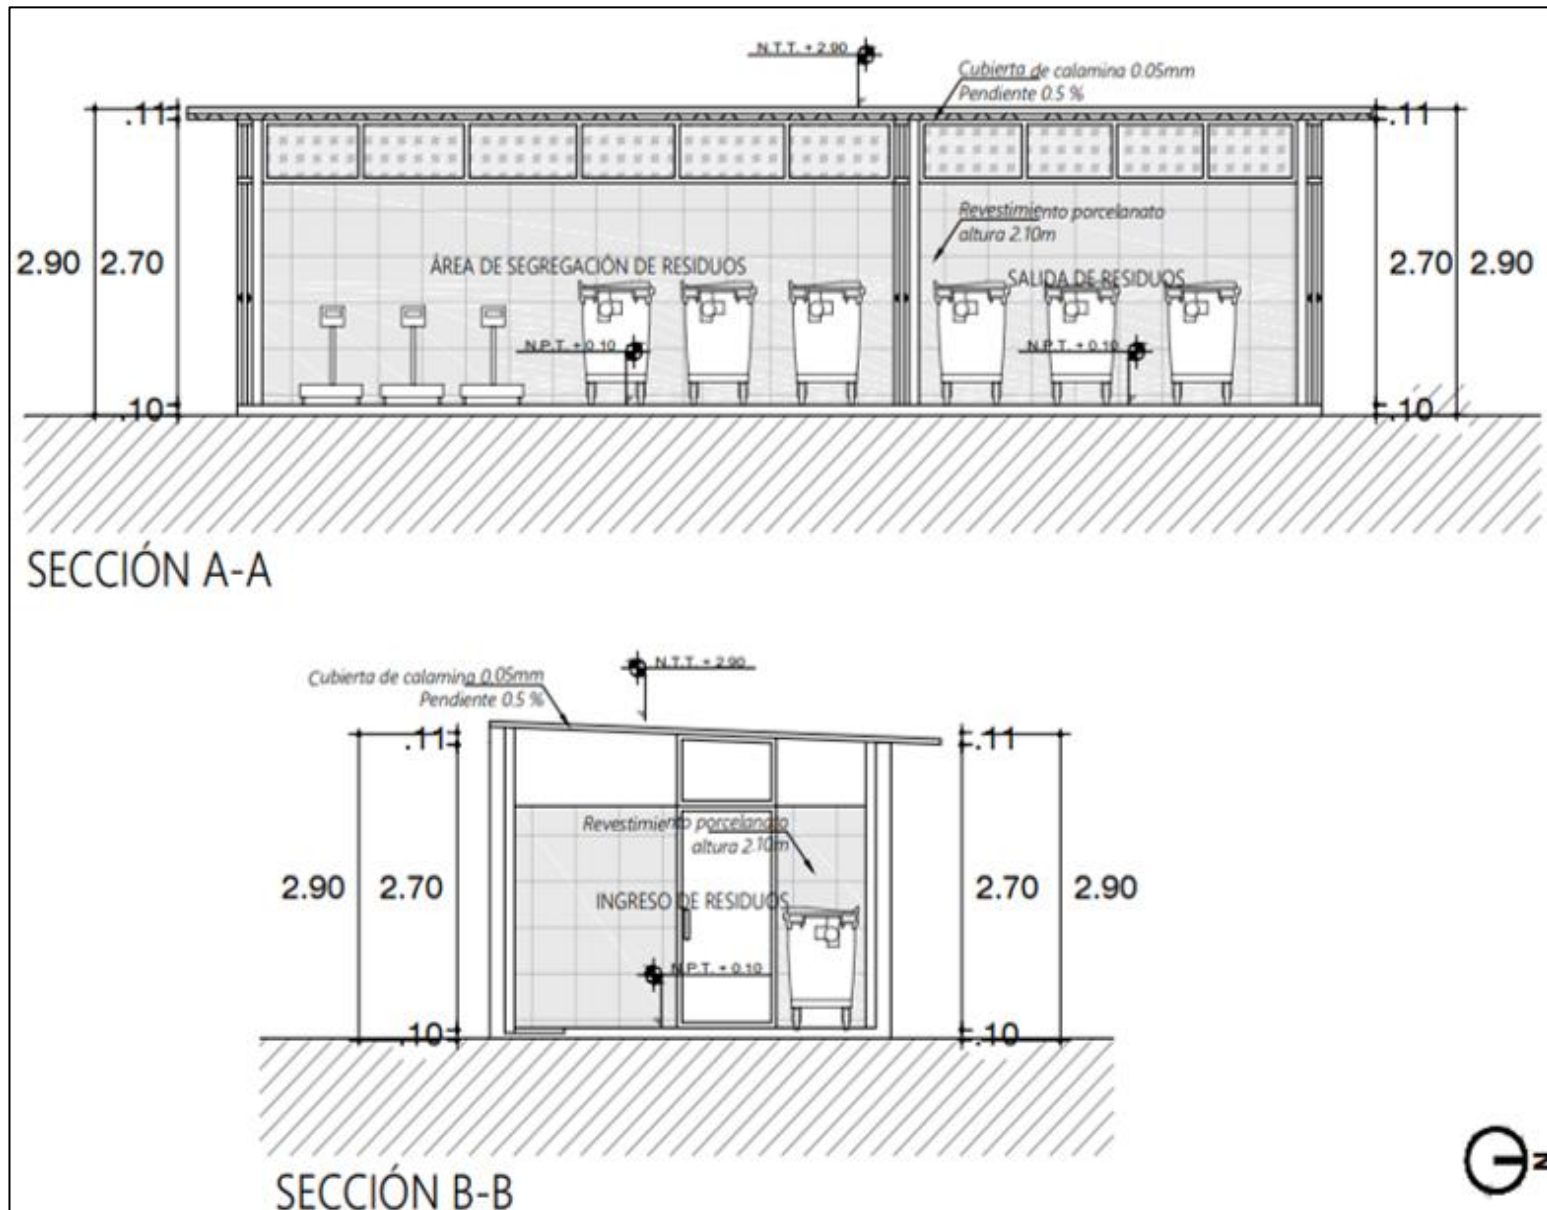 N.T.T. + 2.90
Cubierta de calamina 0.05mm
Pendiente 0.5 %
.11
.11
Revestimiento porcelanato
altura 2.10m
2.90
2.70
ÁREA DE SEGREGACIÓN DE RESIDUOS
SALIDA DE RESIDUOS
2.70
2.90
N.P.T. + 0.10
N.P.T. + 0.10
.10
.10
SECCIÓN A-A
N.T.T. + 2.90
Cubierta de calamina 0.05mm
Pendiente 0.5 %
.11
.11
Revestimiento porcelanato
altura 2.10m
2.90
2.70
INGRESO DE RESIDUOS
2.70
2.90
N.P.T. + 0.10
.10
.10
SECCIÓN B-B
N